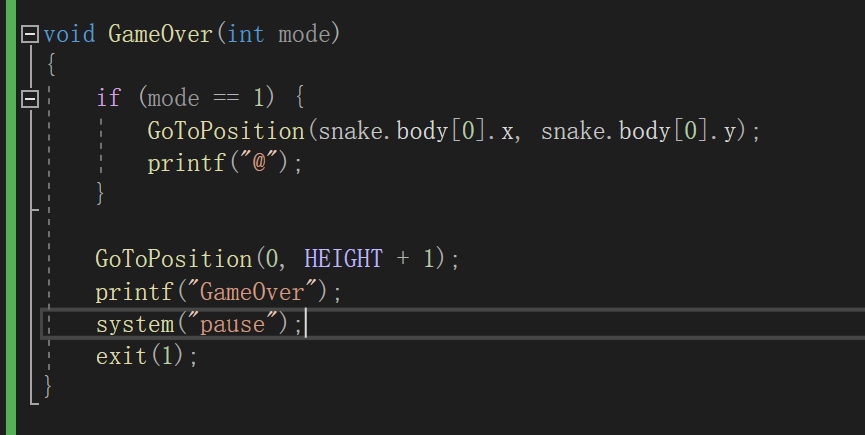 void GameOver(int mode)
{
    if (mode == 1) {
        GoToPosition(snake.body[0].x, snake.body[0].y);
        printf("@");
    }

    GoToPosition(0, HEIGHT + 1);
    printf("GameOver");
    system("pause");
    exit(1);
}